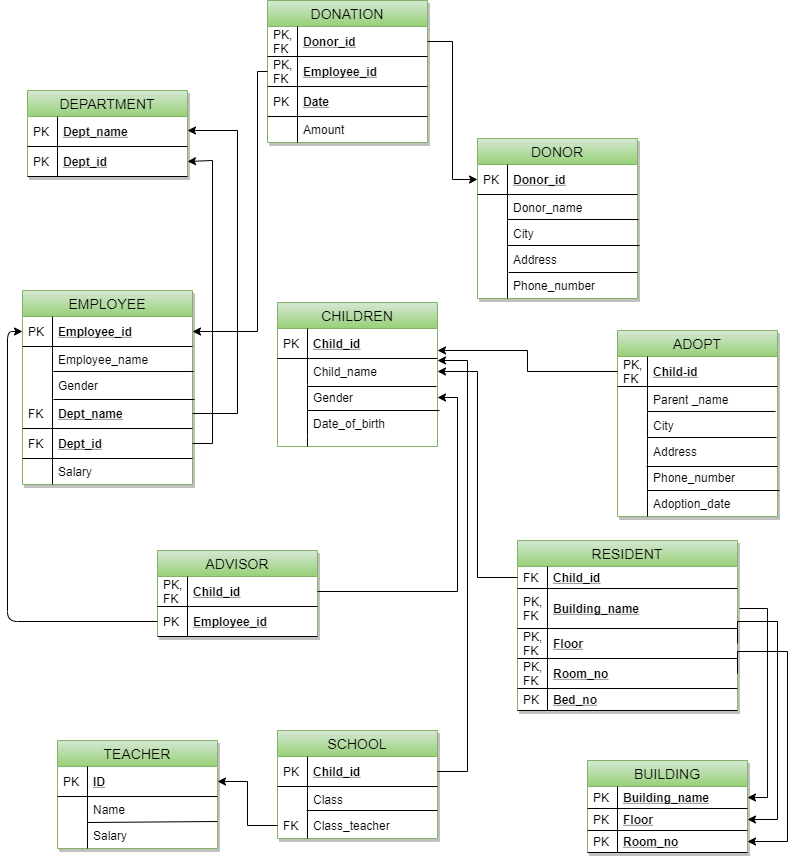 DONATION
PK, FK Donor_id
PK, FK Employee_id
PK Date
Amount
DEPARTMENT
PK Dept_name
PK Dept_id
DONOR
PK Donor_id
Donor_name
City
Address
Phone_number
EMPLOYEE
PK Employee_id
Employee_name
Gender
FK Dept_name
FK Dept_id
Salary
CHILDREN
PK Child_id
Child_name
Gender
Date_of_birth
ADOPT
PK, FK Child-id
Parent _name
City
Address
Phone_number
Adoption_date
ADVISOR
PK, FK Child_id
PK Employee_id
RESIDENT
FK Child_id
PK, FK Building_name
PK, FK Floor
PK, FK Room_no
PK Bed_no
TEACHER
PK ID
Name
Salary
SCHOOL
PK Child_id
Class
FK Class_teacher
BUILDING
PK Building_name
PK Floor
PK Room_no